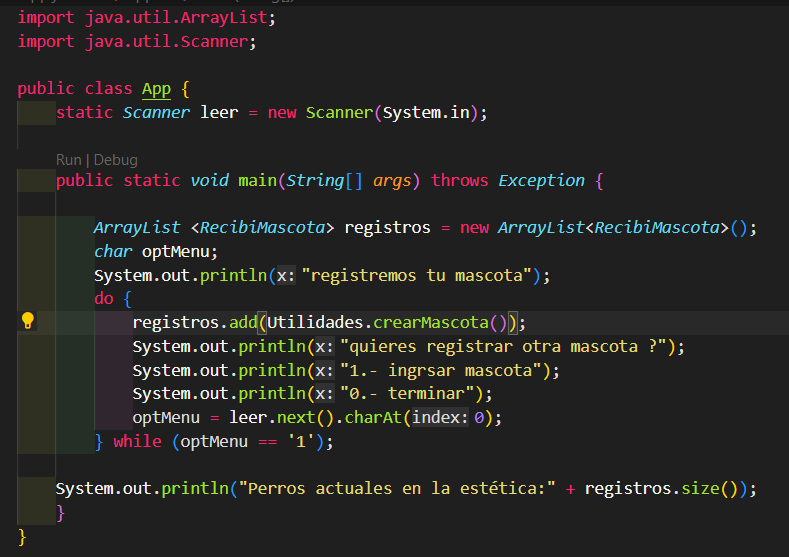 import java.util.ArrayList;
import java.util.Scanner;
public class App {
static Scanner leer = new Scanner(System.in);
Run | Debug
public static void main(String[] args) throws Exception {
ArrayList <RecibiMascota> registros = new ArrayList<RecibiMascota>();
char optMenu;
System.out.println(x: "registremos tu mascota");
do {
registros.add(Utilidades.crearMascota());
System.out.println(x: "quieres registrar otra mascota ?");
System.out.println(x: "1.- ingrsar mascota");
System.out.println(x: "0.- terminar");
optMenu = leer.next().charAt(index: 0);
} while (optMenu == '1');
System.out.println("Perros actuales en la estética:" + registros.size());
}
}